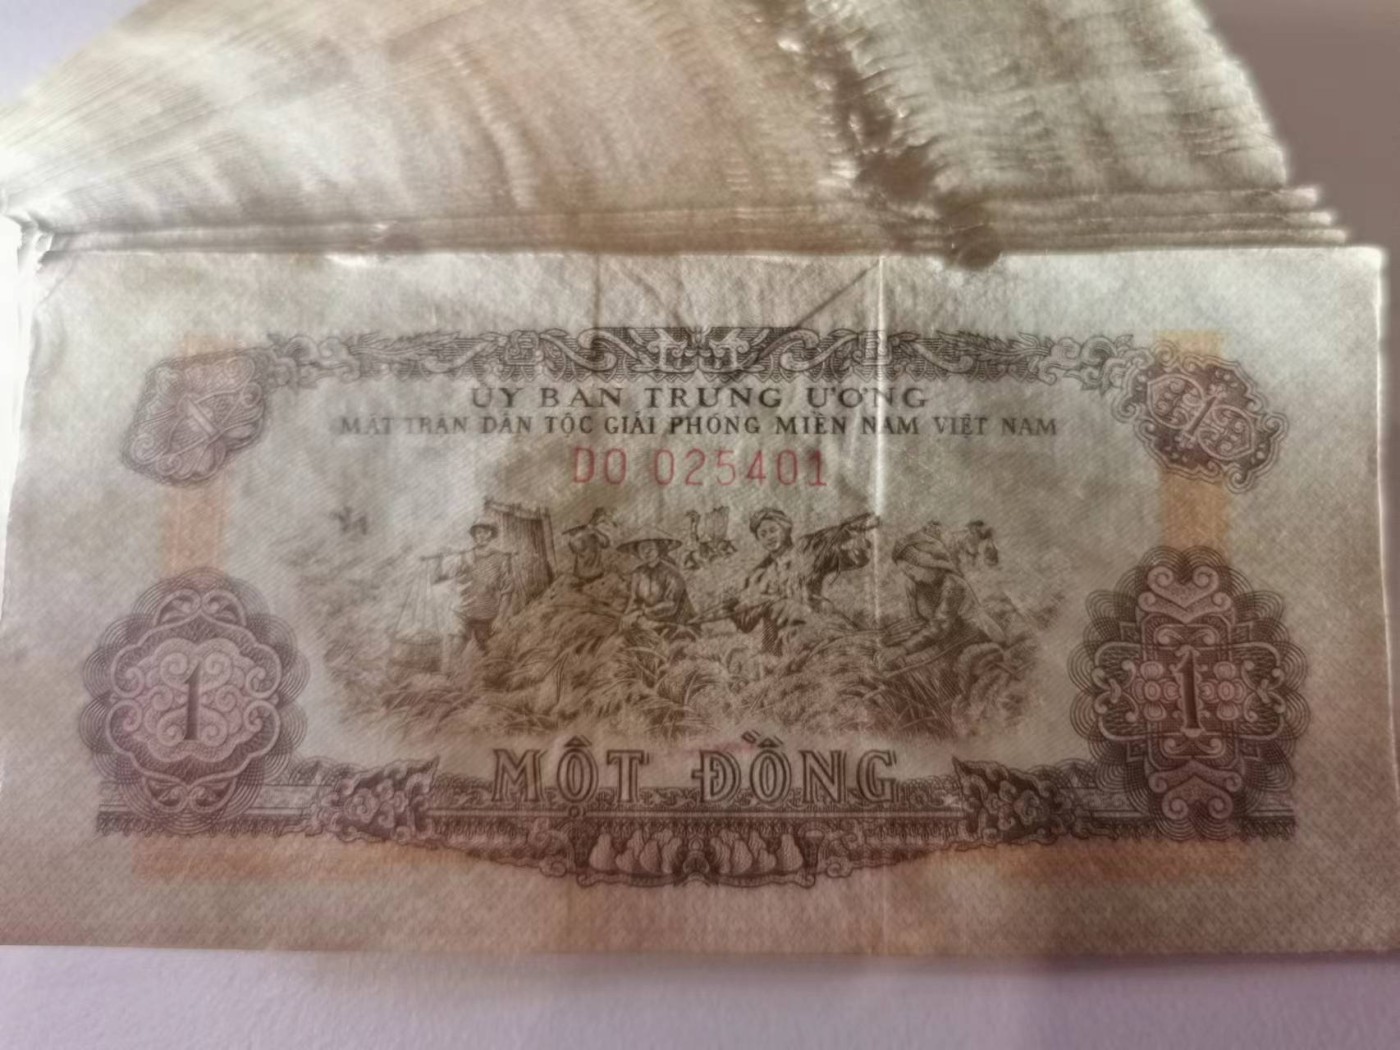 ỦY BAN TRUNG ƯƠNG
MẶT TRẬN DÂN TỘC GIẢI PHÓNG MIỀN NAM VIỆT NAM
DO 025401
1
1
MỘT ĐỒNG